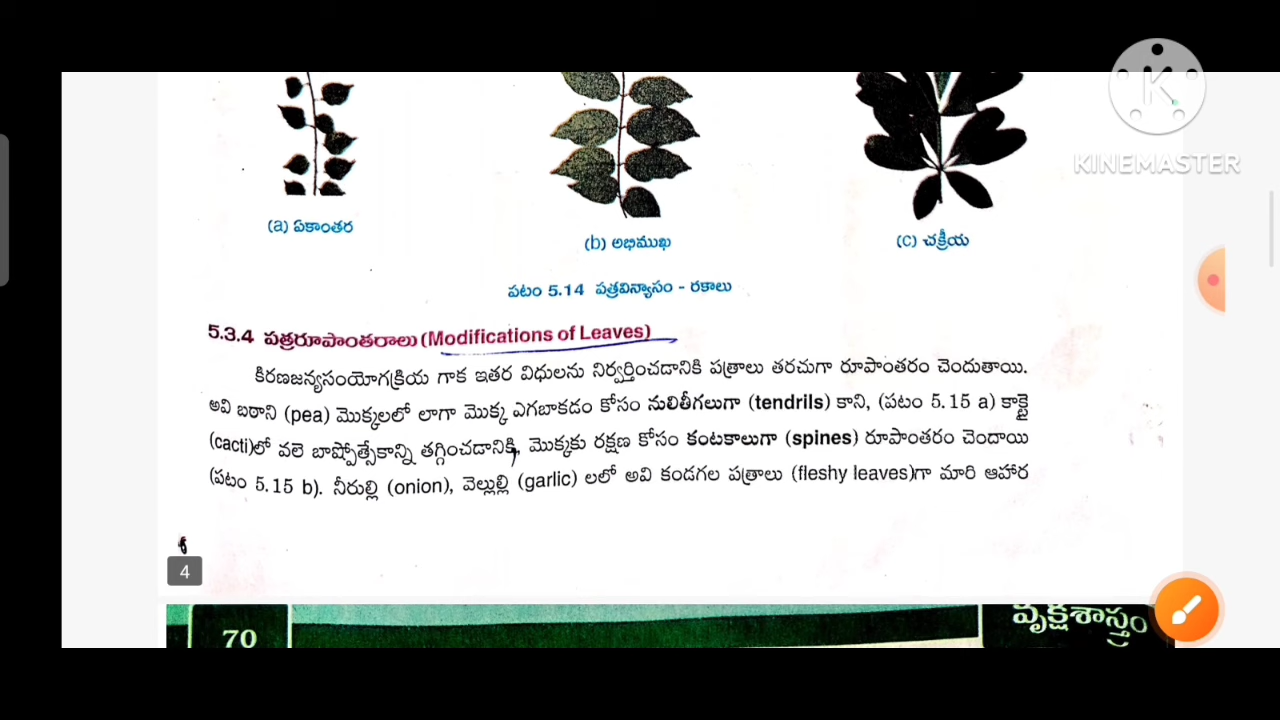 KINEMASTER
(a) ఏకాంతర
(b) అభిముఖ
(c) చక్రీయ
పటం 5.14 పత్రవిన్యాసం - రకాలు
5.3.4 పత్రరూపాంతరాలు (Modifications of Leaves)
కిరణజన్యసంయోగక్రియ గాక ఇతర విధులను నిర్వర్తించడానికి పత్రాలు తరచుగా రూపాంతరం చెందుతాయి.
అవి బఠాని (pea) మొక్కలలో లాగా మొక్క ఎగబాకడం కోసం నులితీగలుగా (tendrils) కాని, (పటం 5.15 a) కాక్టై
(cacti)లో వలె బాష్పోత్సేకాన్ని తగ్గించడానికి, మొక్కకు రక్షణ కోసం కంటకాలుగా (spines) రూపాంతరం చెందాయి
(పటం 5.15 b). నీరుల్లి (onion), వెల్లుల్లి (garlic) లలో అవి కండగల పత్రాలు (fleshy leaves)గా మారి ఆహార
4
70
వృక్షశాస్త్రం